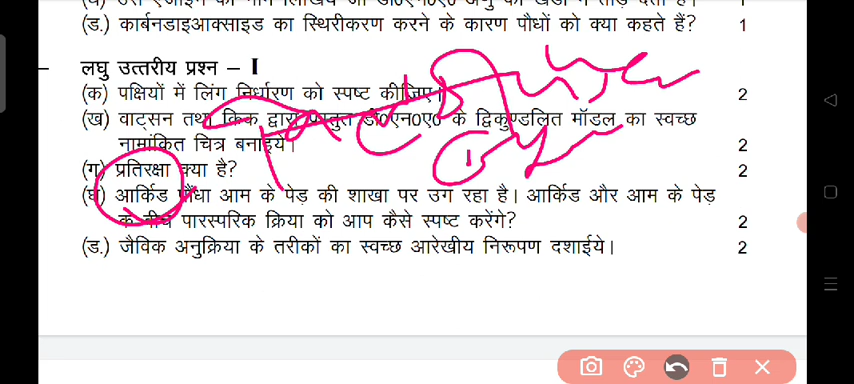 (ड.) कार्बनडाइआक्साइड का स्थिरीकरण करने के कारण पौधों को क्या कहते हैं? 1
लघु उत्तरीय प्रश्न – I
(क) पक्षियों में लिंग निर्धारण को स्पष्ट कीजिए। 2
(ख) वाट्सन तथा क्रिक द्वारा प्रस्तुत डी0एन0ए0 के द्विकुण्डलित मॉडल का स्वच्छ
नामांकित चित्र बनाइये। 2
(ग) प्रतिरक्षा क्या है? 2
(घ) आर्किड पौधा आम के पेड़ की शाखा पर उग रहा है। आर्किड और आम के पेड़
के बीच पारस्परिक क्रिया को आप कैसे स्पष्ट करेंगे? 2
(ड.) जैविक अनुक्रिया के तरीकों का स्वच्छ आरेखीय निरूपण दर्शाईये। 2